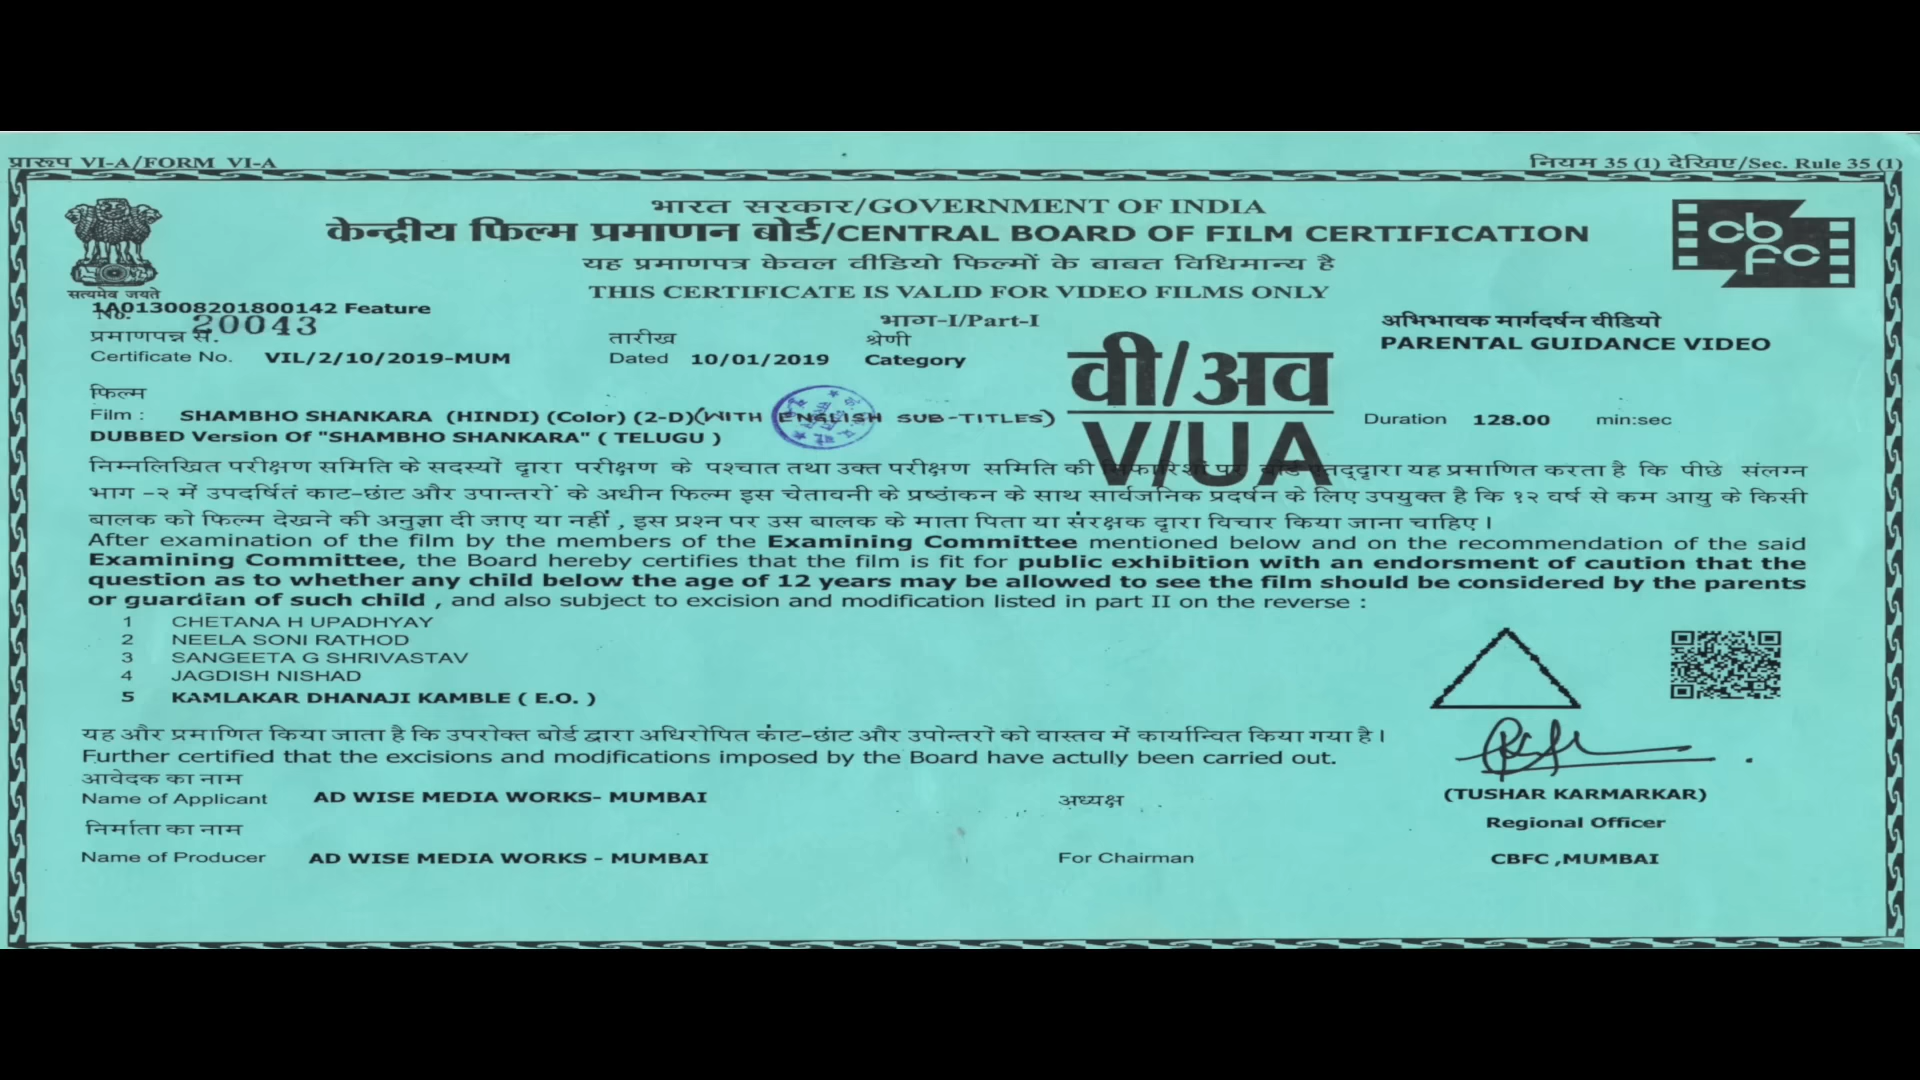 प्रारूप VI-A/FORM VI-A
नियम 35 (1) देखिए/Sec. Rule 35 (1)
भारत सरकार/GOVERNMENT OF INDIA
केन्द्रीय फिल्म प्रमाणन बोर्ड/CENTRAL BOARD OF FILM CERTIFICATION
cb
fc
यह प्रमाणपत्र केवल वीडियो फिल्मों के बाबत विधिमान्य है
THIS CERTIFICATE IS VALID FOR VIDEO FILMS ONLY
सत्यमेव जयते
1A013008201800142 Feature
No. 20043
भाग-I/Part-I
अभिभावक मार्गदर्षन वीडियो
PARENTAL GUIDANCE VIDEO
प्रमाणपत्र सं. तारीख श्रेणी
Certificate No. VIL/2/10/2019-MUM Dated 10/01/2019 Category
वी/अव
V/UA
फिल्म
Film : SHAMBHO SHANKARA (HINDI) (Color) (2-D)(WITH ENGLISH SUB-TITLES) Duration 128.00 min:sec
DUBBED Version Of "SHAMBHO SHANKARA" ( TELUGU )
निम्नलिखित परीक्षण समिति के सदस्यों द्वारा परीक्षण के पश्चात तथा उक्त परीक्षण समिति की सिफारिशों पर बोर्ड एतद्द्वारा यह प्रमाणित करता है कि पीछे संलग्न
भाग -२ में उपदर्षितं काट-छांट और उपान्तरों के अधीन फिल्म इस चेतावनी के प्रष्ठांकन के साथ सार्वजनिक प्रदर्षन के लिए उपयुक्त है कि १२ वर्ष से कम आयु के किसी
बालक को फिल्म देखने की अनुज्ञा दी जाए या नहीं , इस प्रश्न पर उस बालक के माता पिता या संरक्षक द्वारा विचार किया जाना चाहिए ।
After examination of the film by the members of the Examining Committee mentioned below and on the recommendation of the said
Examining Committee, the Board hereby certifies that the film is fit for public exhibition with an endorsment of caution that the
question as to whether any child below the age of 12 years may be allowed to see the film should be considered by the parents
or guardian of such child , and also subject to excision and modification listed in part II on the reverse :
1 CHETANA H UPADHYAY
2 NEELA SONI RATHOD
3 SANGEETA G SHRIVASTAV
4 JAGDISH NISHAD
5 KAMLAKAR DHANAJI KAMBLE ( E.O. )
यह और प्रमाणित किया जाता है कि उपरोक्त बोर्ड द्वारा अधिरोपित काट-छांट और उपोन्तरों को वास्तव में कार्यान्वित किया गया है ।
Further certified that the excisions and modifications imposed by the Board have actully been carried out.
आवेदक का नाम
Name of Applicant AD WISE MEDIA WORKS- MUMBAI
अध्यक्ष
(TUSHAR KARMARKAR)
Regional Officer
निर्माता का नाम
Name of Producer AD WISE MEDIA WORKS - MUMBAI
For Chairman
CBFC ,MUMBAI